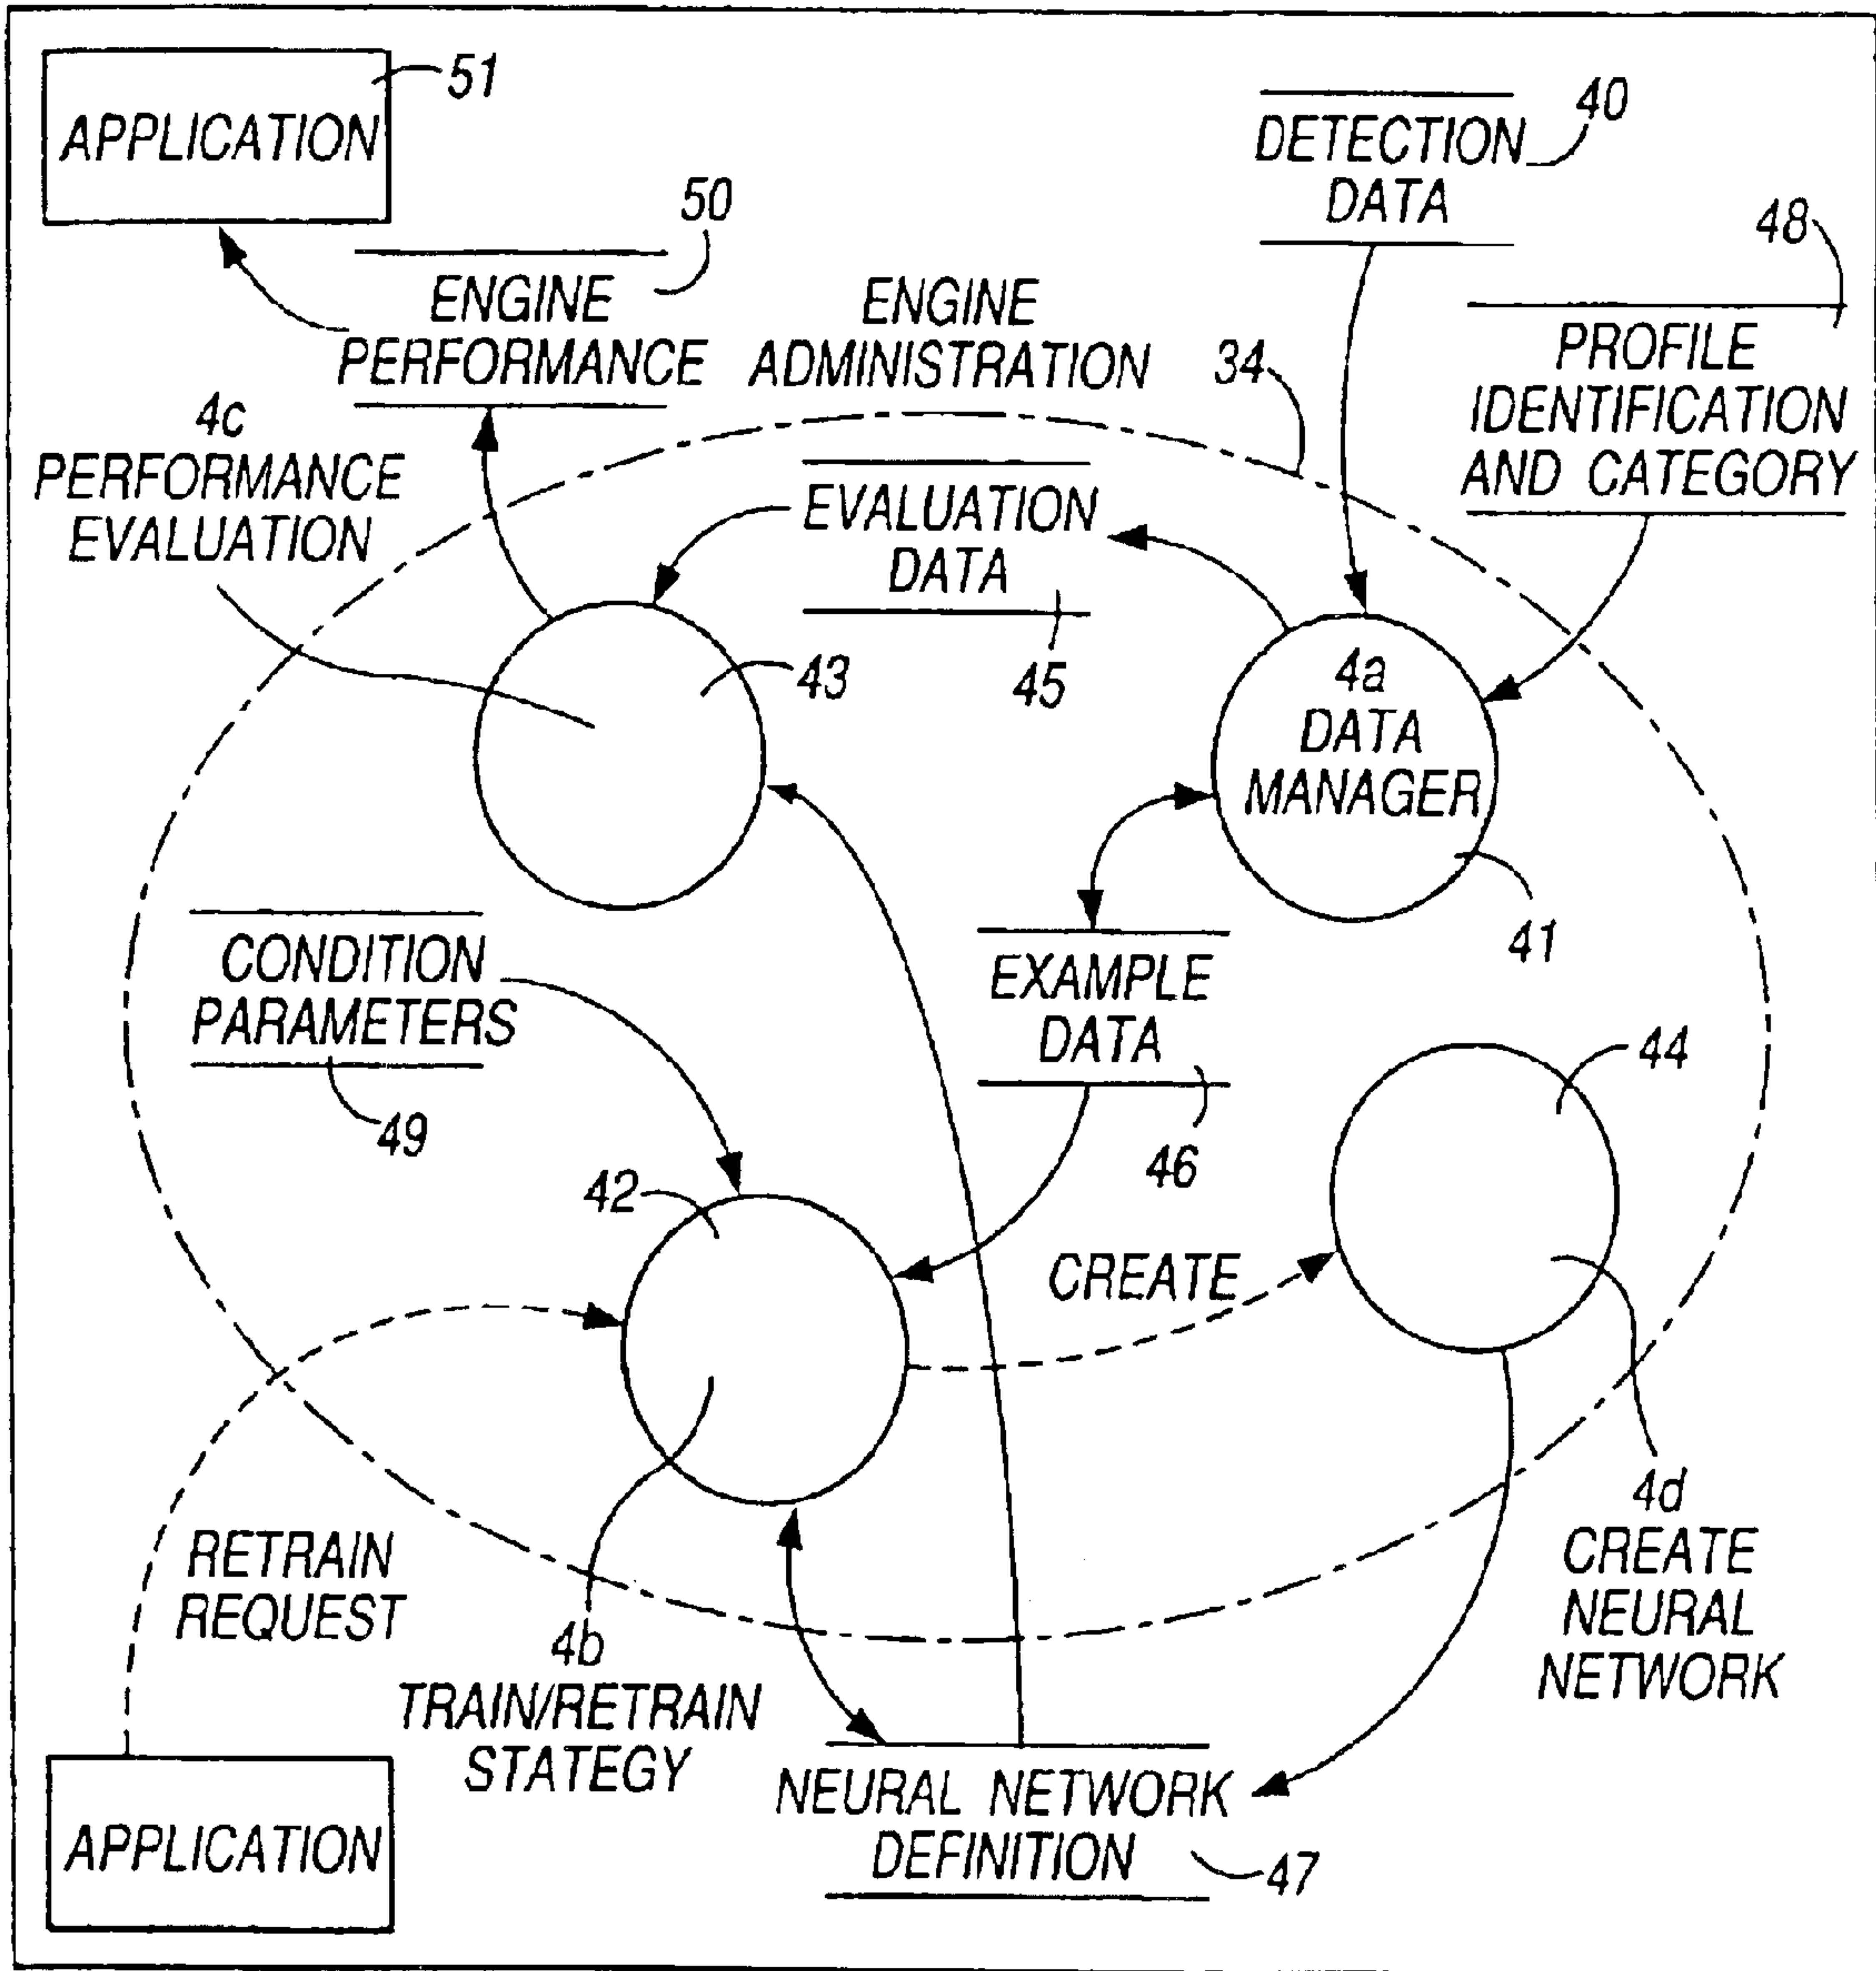 51
APPLICATION
40
DETECTION
DATA
50
ENGINE
PERFORMANCE
48
PROFILE
IDENTIFICATION
AND CATEGORY
ENGINE
ADMINISTRATION
34
4c
PERFORMANCE
EVALUATION
EVALUATION
DATA
45
43
4a
DATA
MANAGER
41
CONDITION
PARAMETERS
49
EXAMPLE
DATA
46
44
42
CREATE
RETRAIN
REQUEST
4b
TRAIN/RETRAIN
STATEGY
4d
CREATE
NEURAL
NETWORK
NEURAL NETWORK
DEFINITION
47
APPLICATION